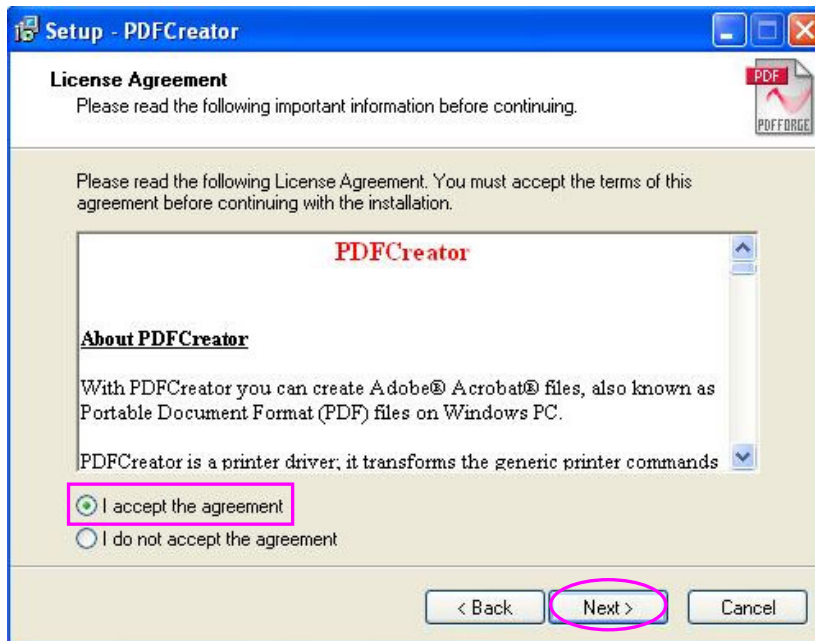 Setup - PDFCreator
License Agreement
Please read the following important information before continuing.
PDF
PDFFORGE
Please read the following License Agreement. You must accept the terms of this
agreement before continuing with the installation.
PDFCreator
About PDFCreator
With PDFCreator you can create Adobe® Acrobat® files, also known as
Portable Document Format (PDF) files on Windows PC.
PDFCreator is a printer driver; it transforms the generic printer commands
I accept the agreement
I do not accept the agreement
< Back
Next >
Cancel